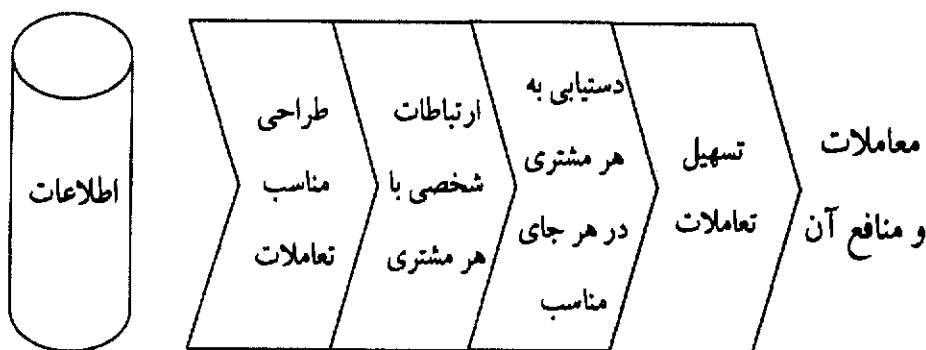 اطلاعات
طراحی
مناسب
تعاملات
ارتباطات
شخصی با
هر مشتری
دستیابی به
هر مشتری
در هر جای
مناسب
تسهیل
تعاملات
معاملات
و منافع آن